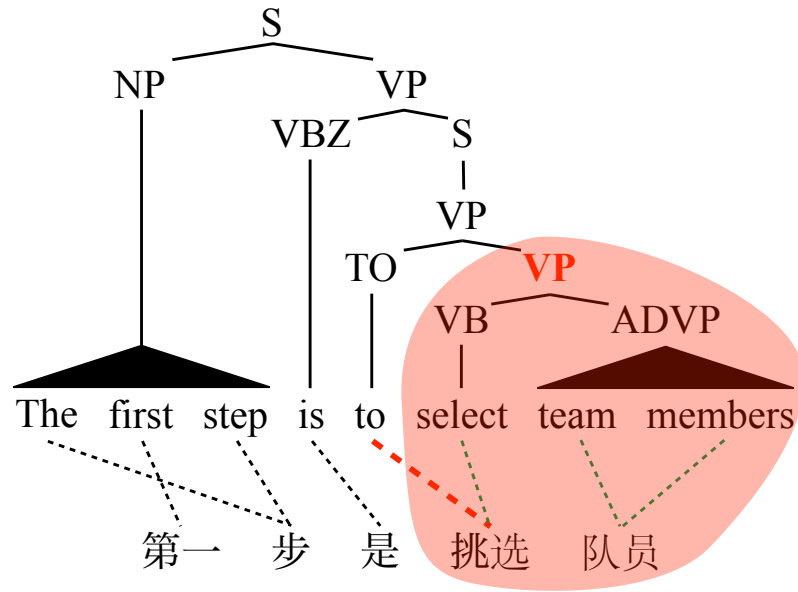 S
NP VP
VBZ S
VP
TO VP
VB ADVP
The first step is to select team members
第一 步 是 挑选 队员